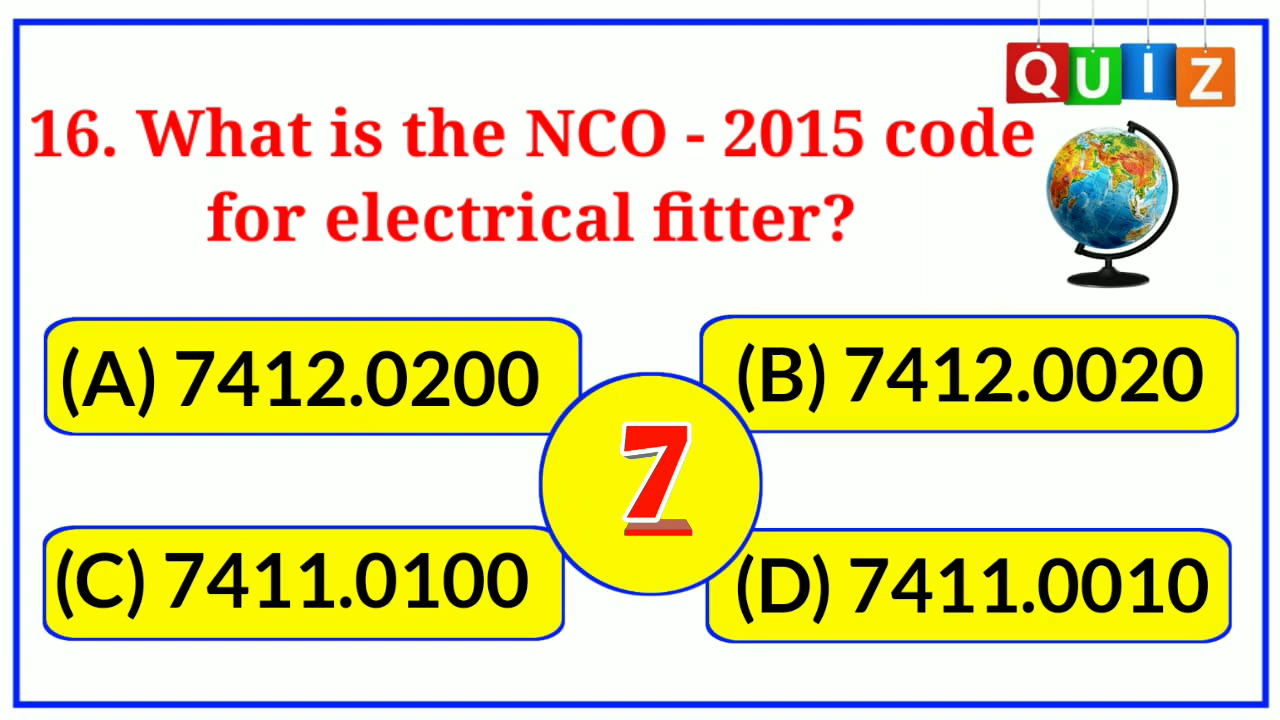 QUIZ
16. What is the NCO - 2015 code
for electrical fitter?
(A) 7412.0200
(B) 7412.0020
7
(C) 7411.0100
(D) 7411.0010